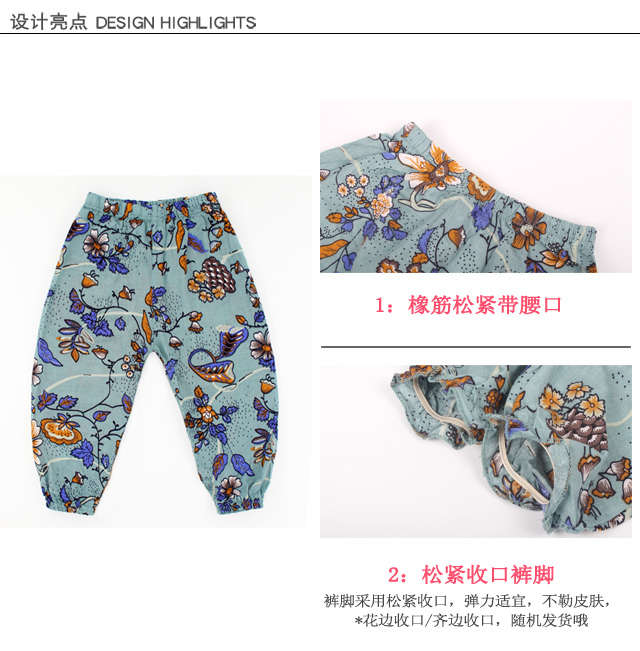 设计亮点 DESIGN HIGHLIGHTS
1：橡筋松紧带腰口
2：松紧收口裤脚
裤脚采用松紧收口，弹力适宜，不勒皮肤，
*花边收口/齐边收口，随机发货哦